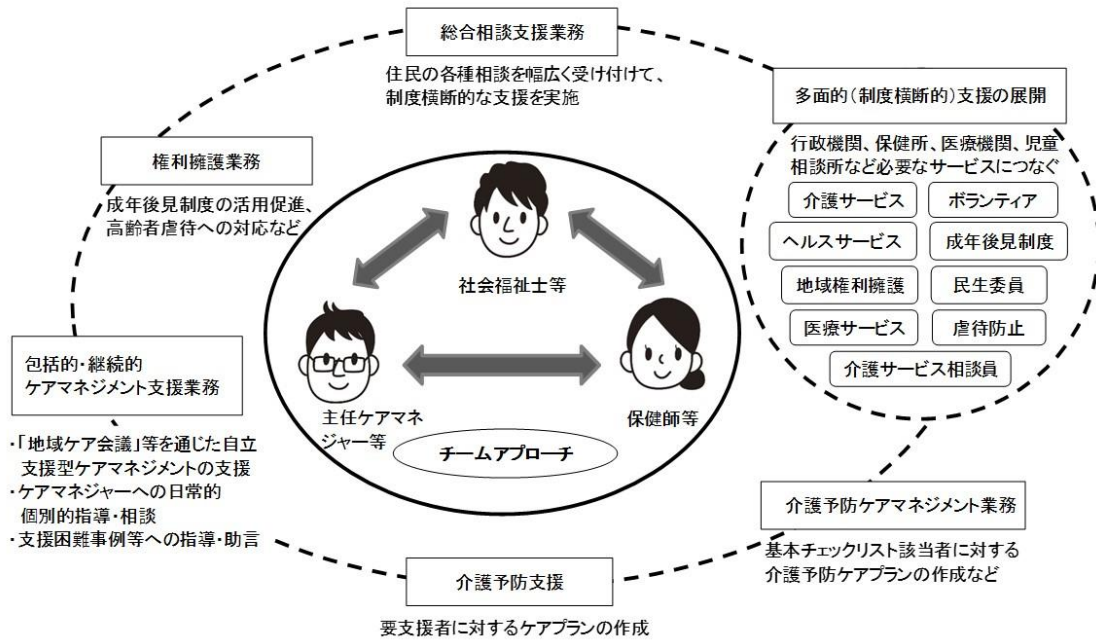 総合相談支援業務
住民の各種相談を幅広く受け付けて、
制度横断的な支援を実施
多面的(制度横断的)支援の展開
行政機関、保健所、医療機関、児童
相談所など必要なサービスにつなぐ
介護サービス
ボランティア
ヘルスサービス
成年後見制度
地域権利擁護
民生委員
医療サービス
虐待防止
介護サービス相談員
権利擁護業務
成年後見制度の活用促進、
高齢者虐待への対応など
社会福祉士等
主任ケアマネ
ジャー等
保健師等
チームアプローチ
包括的・継続的
ケアマネジメント支援業務
・「地域ケア会議」等を通じた自立
支援型ケアマネジメントの支援
・ケアマネジャーへの日常的
個別的指導・相談
・支援困難事例等への指導・助言
介護予防ケアマネジメント業務
基本チェックリスト該当者に対する
介護予防ケアプランの作成など
介護予防支援
要支援者に対するケアプランの作成